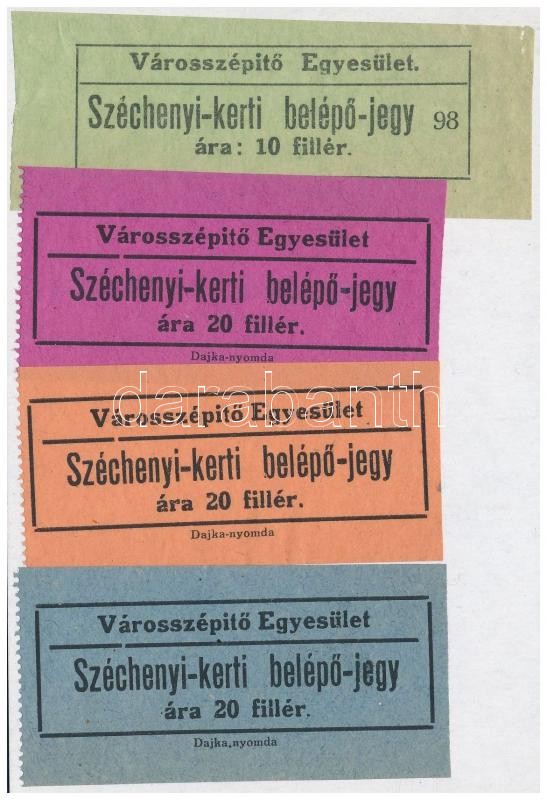 Városszépitő Egyesület.
Széchenyi-kerti belépő-jegy 98
ára: 10 fillér.
Városszépitő Egyesület
Széchenyi-kerti belépő-jegy
ára 20 fillér.
Dajka-nyomda
darabanth
Városszépitő Egyesület
Széchenyi-kerti belépő-jegy
ára 20 fillér.
Dajka-nyomda
Városszépitő Egyesület
Széchenyi-kerti belépő-jegy
ára 20 fillér.
Dajka.nyomda